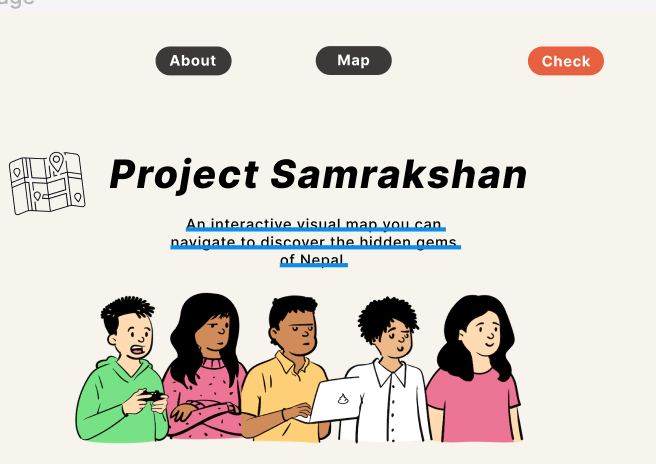 About
Map
Check
Project Samrakshan
An interactive visual map you can
navigate to discover the hidden gems
of Nepal